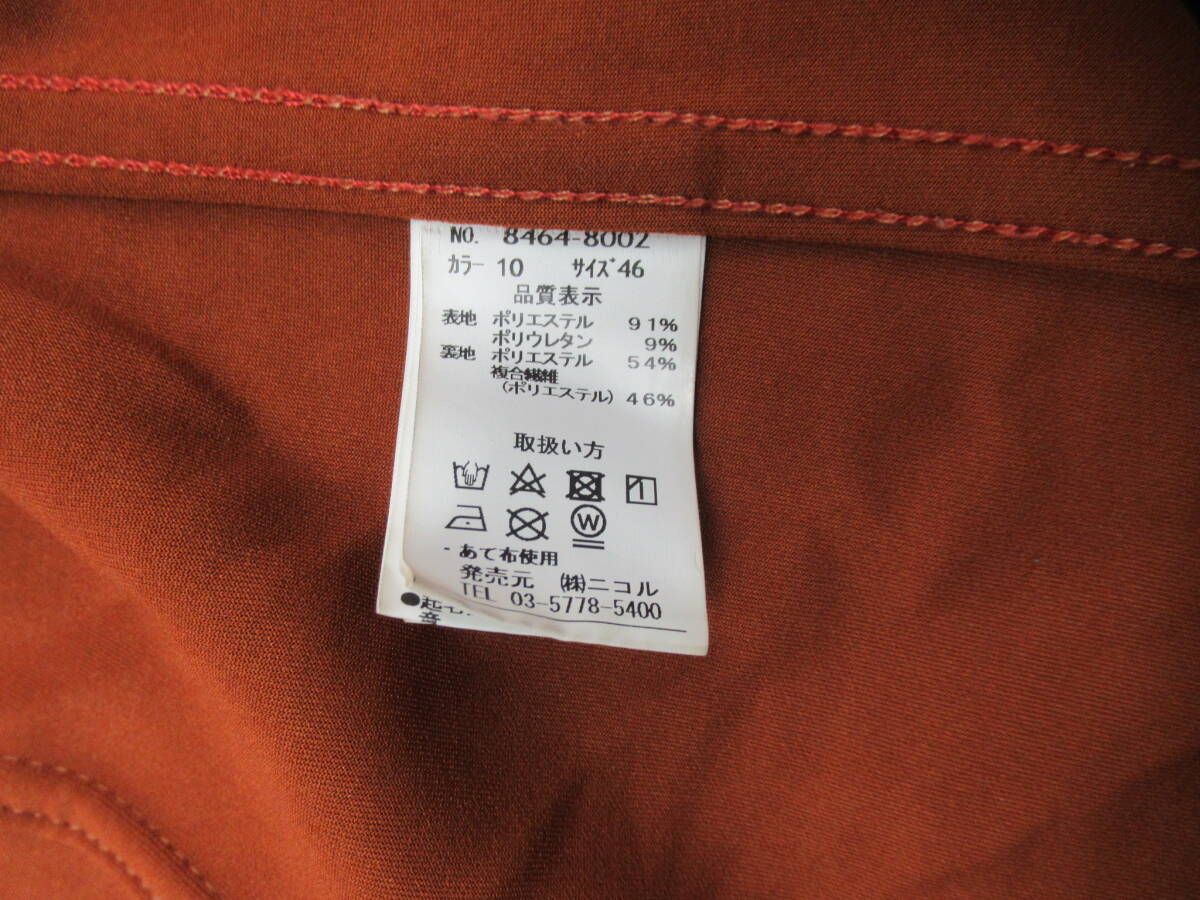 NO. 8464-8002
カラー 10 サイズ 46
品質表示
表地 ポリエステル 91%
ポリウレタン 9%
裏地 ポリエステル 54%
複合繊維
(ポリエステル) 46%
取扱い方
W
・あて布使用
発売元 (株)ニコル
TEL 03-5778-5400